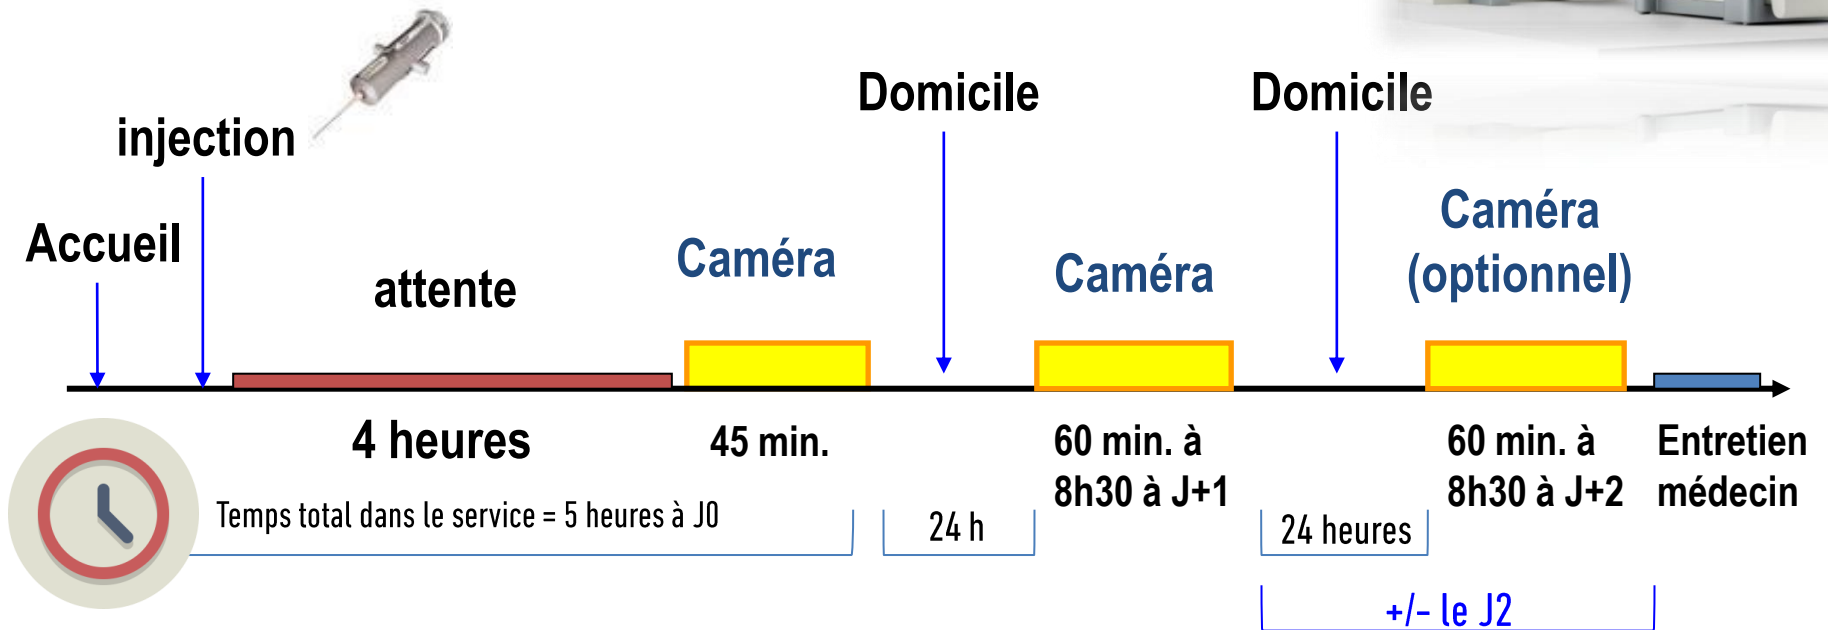 Accueil
injection
attente
Caméra
Domicile
Caméra
Domicile
Caméra
(optionnel)
4 heures
45 min.
60 min. à
8h30 à J+1
60 min. à
8h30 à J+2
Entretien
médecin
Temps total dans le service = 5 heures à J0
24 h
24 heures
+/- le J2